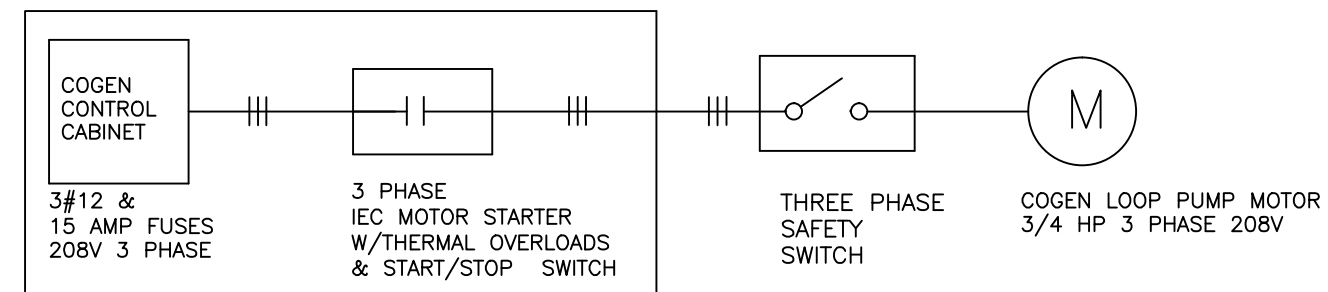 COGEN
CONTROL
CABINET
3#12 &
15 AMP FUSES
208V 3 PHASE
3 PHASE
IEC MOTOR STARTER
W/THERMAL OVERLOADS
& START/STOP SWITCH
THREE PHASE
SAFETY
SWITCH
M
COGEN LOOP PUMP MOTOR
3/4 HP 3 PHASE 208V